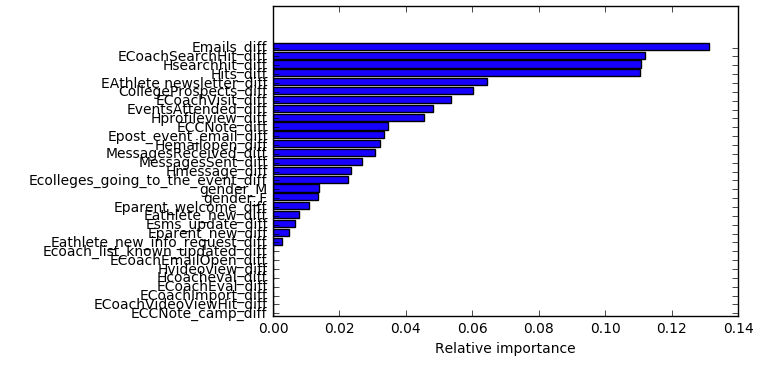 Emails_diff
ECoachSearchHit_diff
Hsearchhit_diff
Hits_diff
EAthlete_newsletter_diff
CollegeProspects_diff
ECoachVisit_diff
EventsAttended_diff
Hprofileview_diff
ECCNote_diff
Epost_event_email_diff
Hemailopen_diff
MessagesReceived_diff
MessagesSent_diff
Hmessage_diff
Ecolleges_going_to_the_event_diff
gender_M
gender_F
Eparent_welcome_diff
Eathlete_new_diff
Esms_update_diff
Eparent_new_diff
Eathlete_new_info_request_diff
Ecoach_list_known_updated_diff
ECoachEmailOpen_diff
Hvideoview_diff
Hcoacheval_diff
ECoachEval_diff
ECoachImport_diff
ECoachVideoViewHit_diff
ECCNote_camp_diff
0.00 0.02 0.04 0.06 0.08 0.10 0.12 0.14
Relative importance